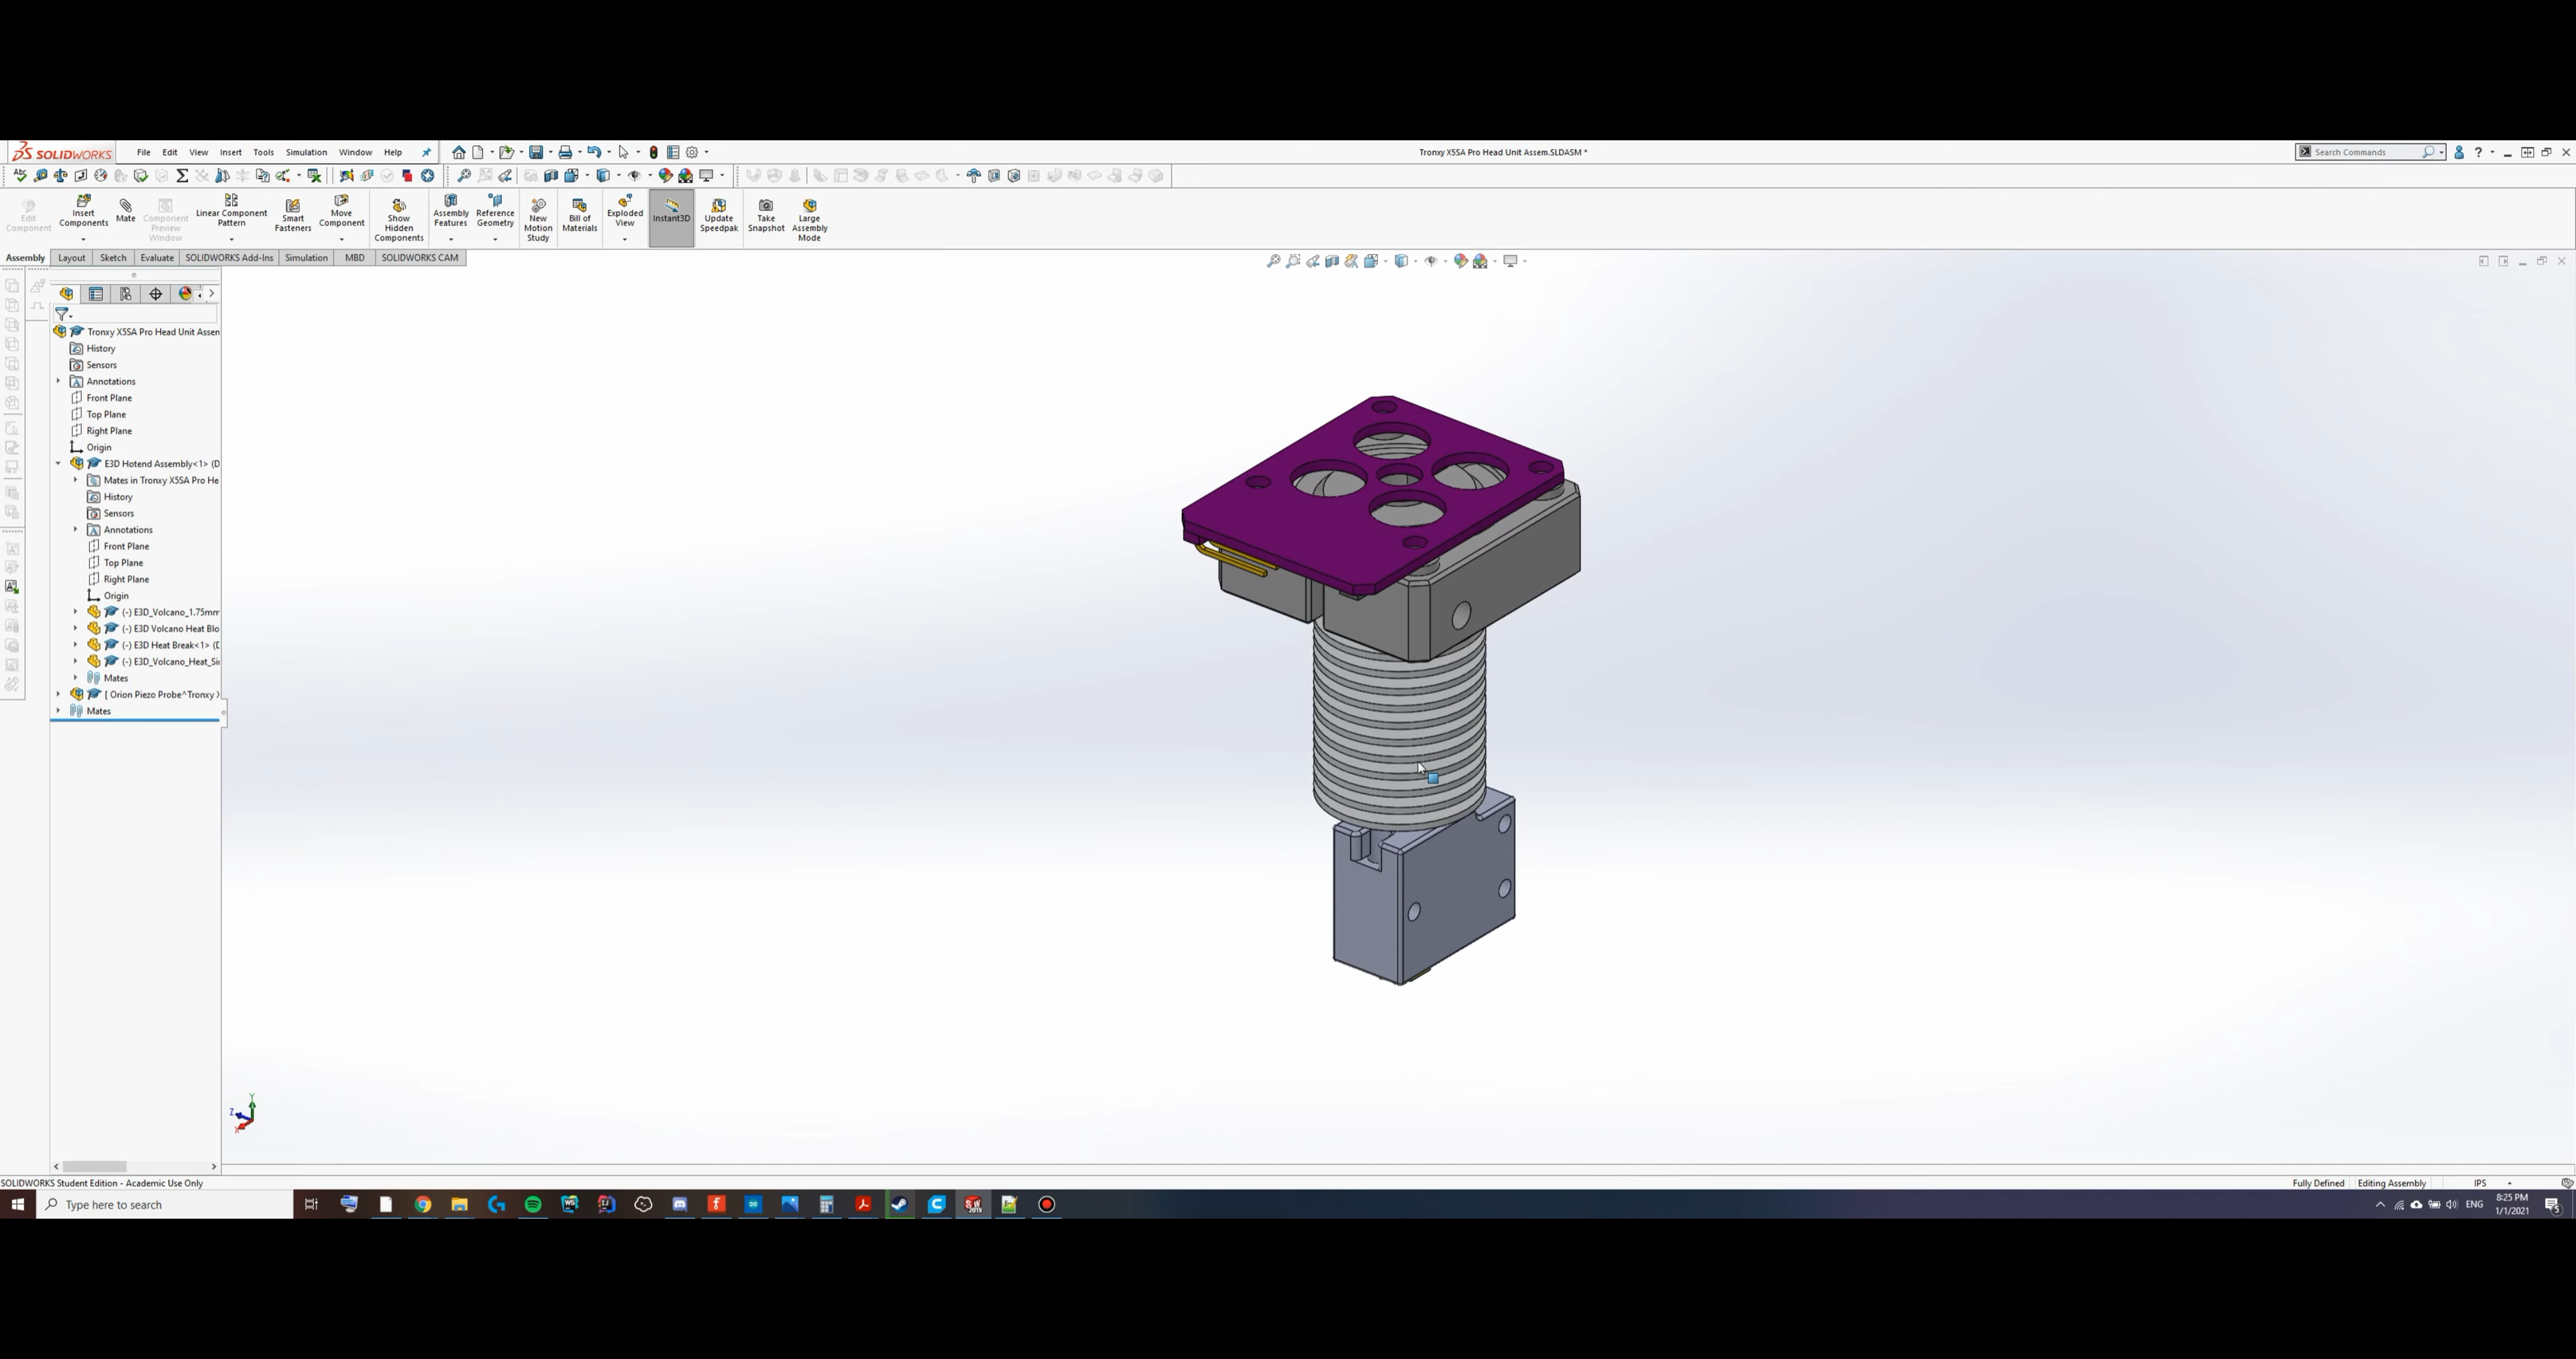 SOLIDWORKS File Edit View Insert Tools Simulation Window Help
Tronxy X5SA Pro Head Unit Assem.SLDASM *
Search Commands
Edit Component
Insert Components
Mate
Component Preview Window
Linear Component Pattern
Smart Fasteners
Move Component
Show Hidden Components
Assembly Features
Reference Geometry
New Motion Study
Bill of Materials
Exploded View
Instant3D
Update Speedpak
Take Snapshot
Large Assembly Mode
Assembly Layout Sketch Evaluate SOLIDWORKS Add-Ins Simulation MBD SOLIDWORKS CAM
Tronxy X5SA Pro Head Unit Assen
History
Sensors
Annotations
Front Plane
Top Plane
Right Plane
Origin
E3D Hotend Assembly<1> (D
Mates in Tronxy X5SA Pro He
History
Sensors
Annotations
Front Plane
Top Plane
Right Plane
Origin
(-) E3D_Volcano_1.75mm
(-) E3D Volcano Heat Blo
(-) E3D Heat Break<1> (D
(-) E3D_Volcano_Heat_Sin
Mates
[ Orion Piezo Probe^Tronxy X
Mates
Y
Z
X
SOLIDWORKS Student Edition - Academic Use Only
Fully Defined Editing Assembly IPS
Type here to search
ENG
8:25 PM
1/1/2021